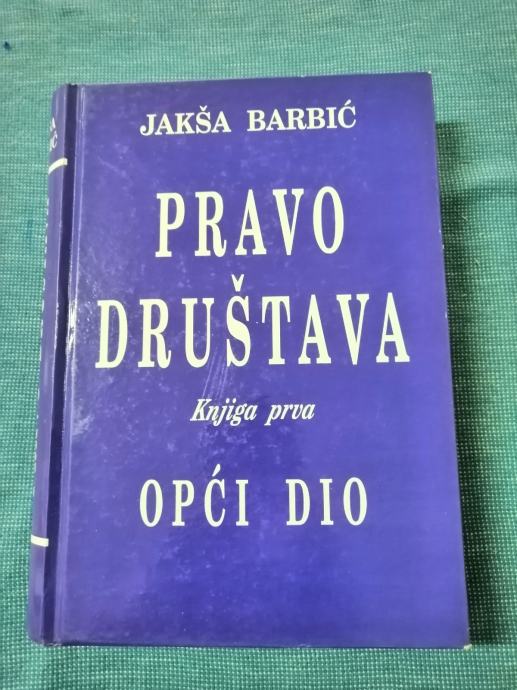 JAKŠA BARBIĆ
PRAVO
DRUŠTAVA
Knjiga prva
OPĆI DIO